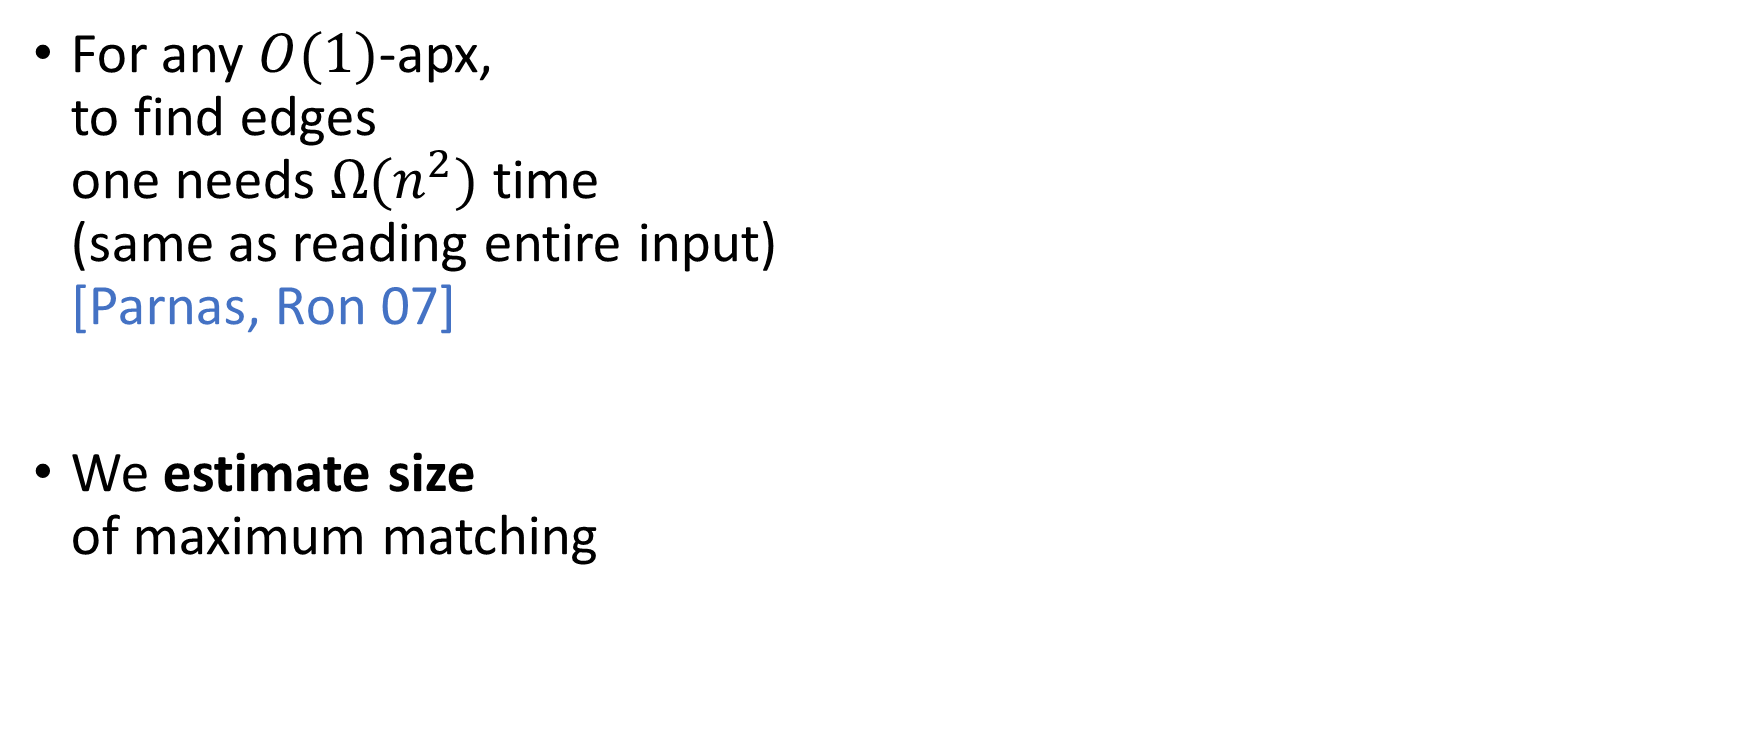 • For any O(1)-apx,
to find edges
one needs Ω(n²) time
(same as reading entire input)
[Parnas, Ron 07]
• We estimate size
of maximum matching